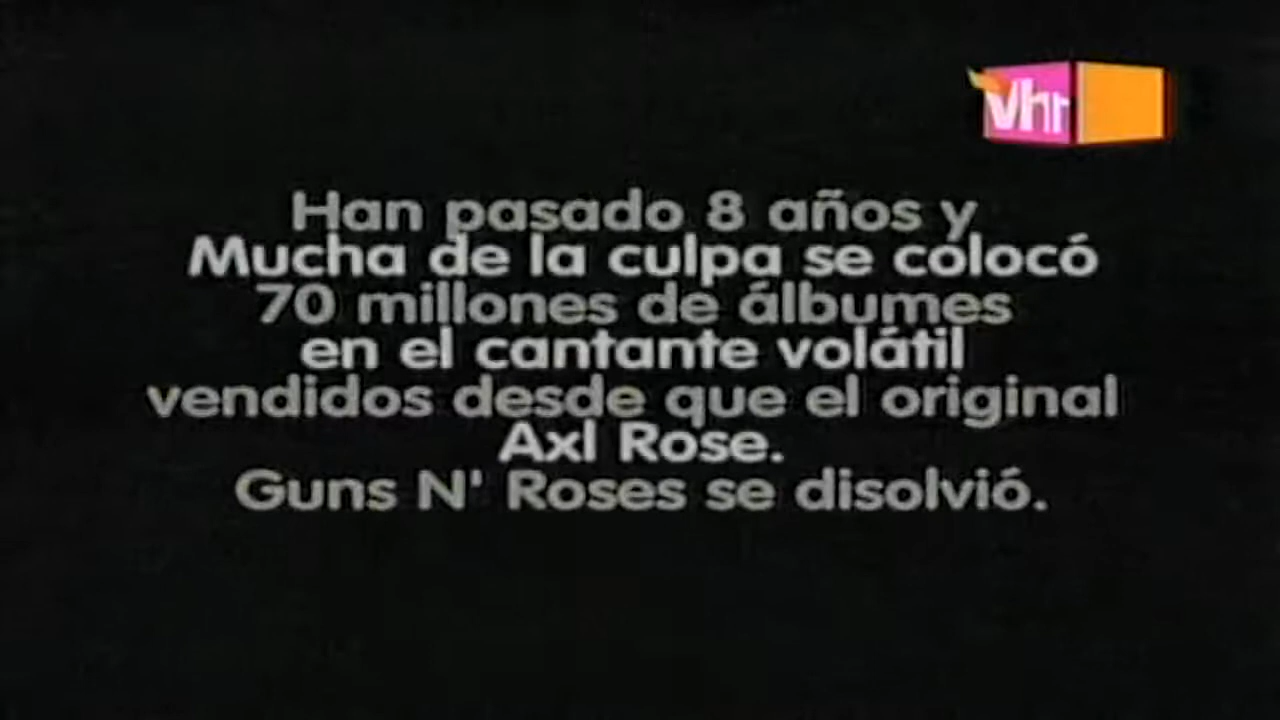 vh1
Han pasado 8 años y
Mucha de la culpa se colocó
70 millones de álbumes
en el cantante volátil
vendidos desde que el original
Axl Rose.
Guns N' Roses se disolvió.